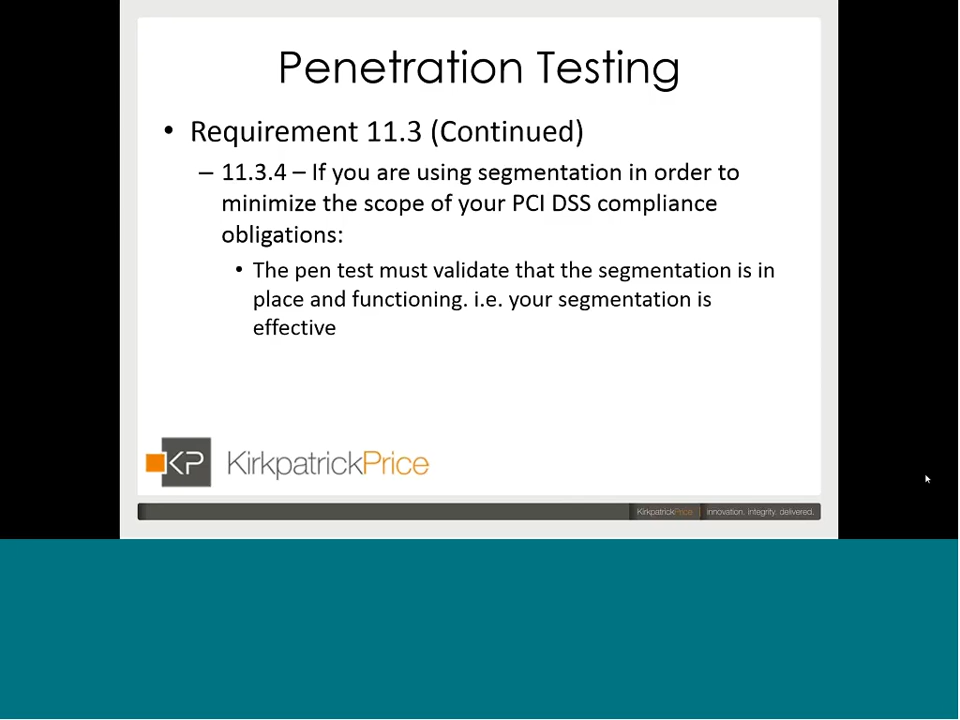 Penetration Testing
• Requirement 11.3 (Continued)
– 11.3.4 – If you are using segmentation in order to
minimize the scope of your PCI DSS compliance
obligations:
• The pen test must validate that the segmentation is in
place and functioning. i.e. your segmentation is
effective
KP KirkpatrickPrice
KirkpatrickPrice innovation. integrity. delivered.